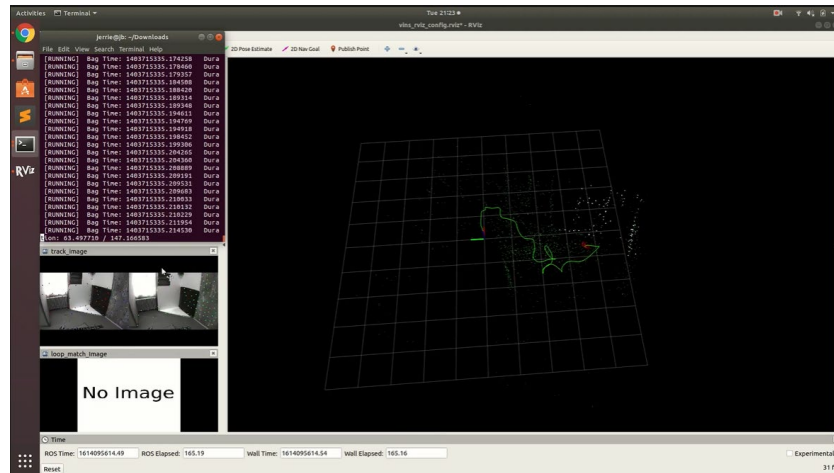 Activities Terminal Tue 21:23
vins_rviz_config.rviz* - RViz
jerrie@jb: ~/Downloads
File Edit View Search Terminal Help
2D Pose Estimate 2D Nav Goal Publish Point
[RUNNING] Bag Time: 1403715335.174258 Dura
[RUNNING] Bag Time: 1403715335.178460 Dura
[RUNNING] Bag Time: 1403715335.179357 Dura
[RUNNING] Bag Time: 1403715335.184508 Dura
[RUNNING] Bag Time: 1403715335.188420 Dura
[RUNNING] Bag Time: 1403715335.189314 Dura
[RUNNING] Bag Time: 1403715335.189348 Dura
[RUNNING] Bag Time: 1403715335.194611 Dura
[RUNNING] Bag Time: 1403715335.194769 Dura
[RUNNING] Bag Time: 1403715335.194918 Dura
[RUNNING] Bag Time: 1403715335.198452 Dura
[RUNNING] Bag Time: 1403715335.199306 Dura
[RUNNING] Bag Time: 1403715335.204265 Dura
[RUNNING] Bag Time: 1403715335.204360 Dura
[RUNNING] Bag Time: 1403715335.208889 Dura
[RUNNING] Bag Time: 1403715335.209191 Dura
[RUNNING] Bag Time: 1403715335.209531 Dura
[RUNNING] Bag Time: 1403715335.209683 Dura
[RUNNING] Bag Time: 1403715335.210033 Dura
[RUNNING] Bag Time: 1403715335.210132 Dura
[RUNNING] Bag Time: 1403715335.210229 Dura
[RUNNING] Bag Time: 1403715335.211954 Dura
[RUNNING] Bag Time: 1403715335.214530 Dura
tion: 63.497710 / 147.166583
track_image
loop_match_image
No Image
RViz
Time
ROS Time: 1614095614.49 ROS Elapsed: 165.19 Wall Time: 1614095614.54 Wall Elapsed: 165.16 Experimenta
Reset